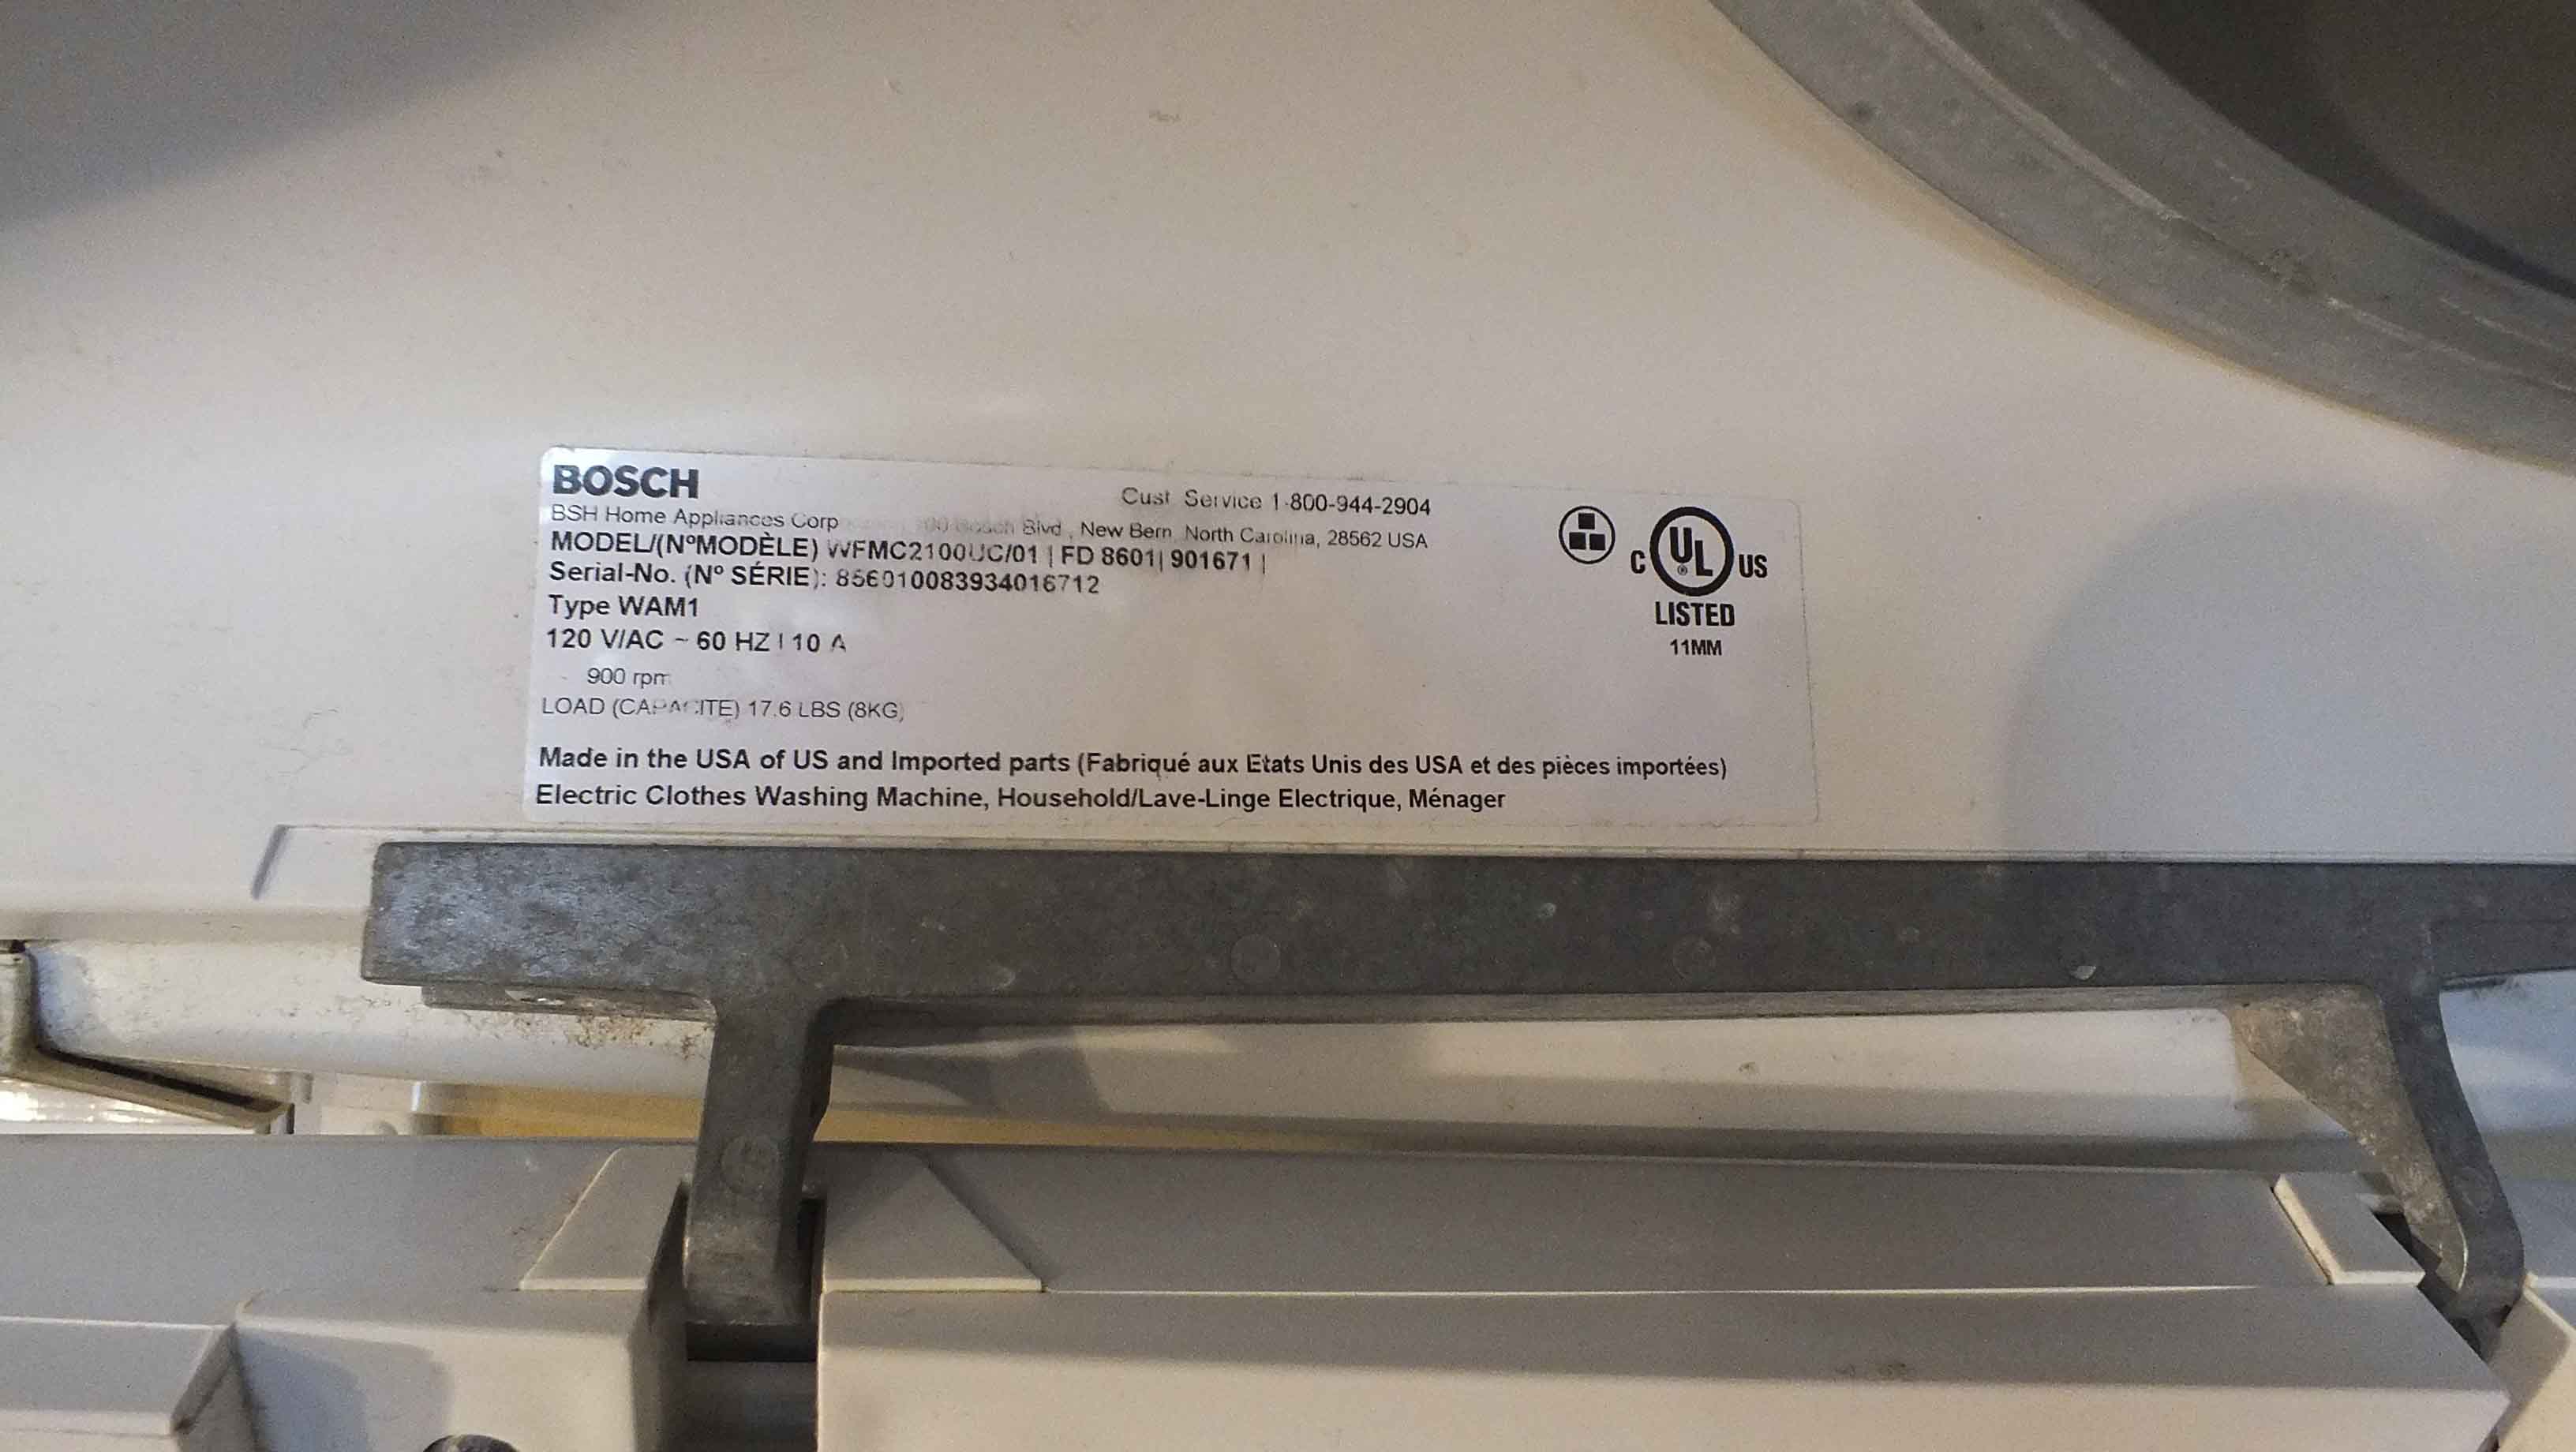 BOSCH
Cust Service 1-800-944-2904
BSH Home Appliances Corp Blvd, New Bern North Carolina, 28562 USA
MODEL/(NºMODÈLE) WFMC2100UC/01 | FD 8601| 901671 |
Serial-No. (Nº SÉRIE): 856010083934016712
Type WAM1
120 V/AC ~ 60 HZ | 10 A
900 rpm
LOAD (CAPACITE) 17.6 LBS (8KG)
Made in the USA of US and Imported parts (Fabriqué aux Etats Unis des USA et des pièces importées)
Electric Clothes Washing Machine, Household/Lave-Linge Electrique, Ménager
C UL ® US
LISTED
11MM